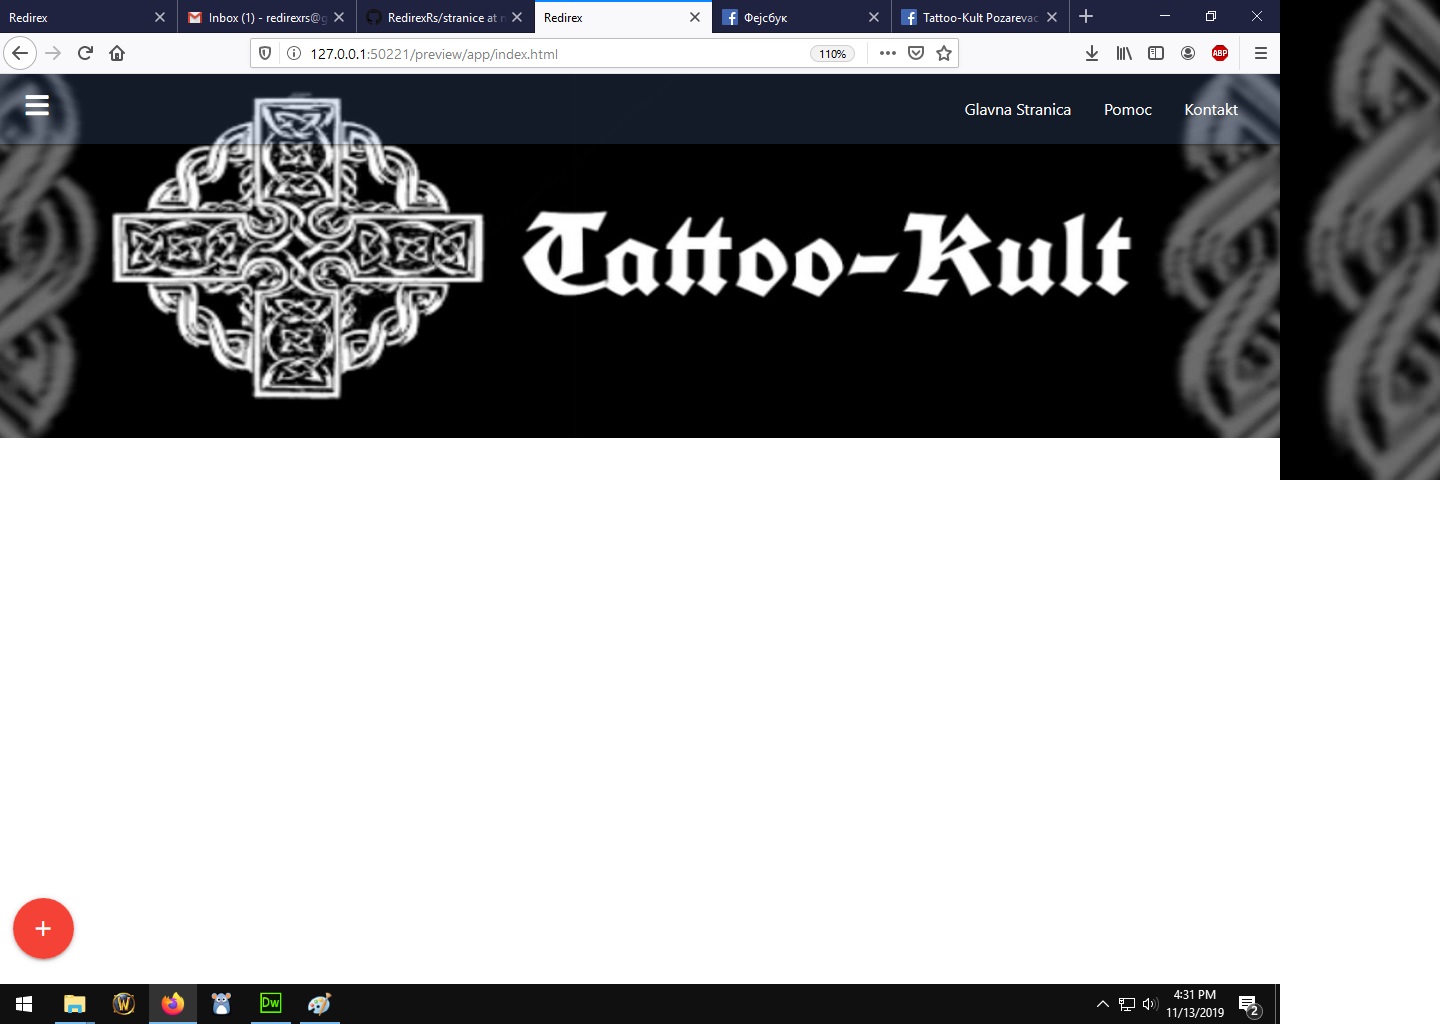 Redirex
Inbox (1) - redirexrs@g
RedirexRs/stranice at m
Redirex
Фејсбук
Tattoo-Kult Pozarevac
127.0.0.1:50221/preview/app/index.html
110%
ABP
Glavna Stranica
Pomoc
Kontakt
Tattoo-Kult
+
W
Dw
4:31 PM
11/13/2019
2